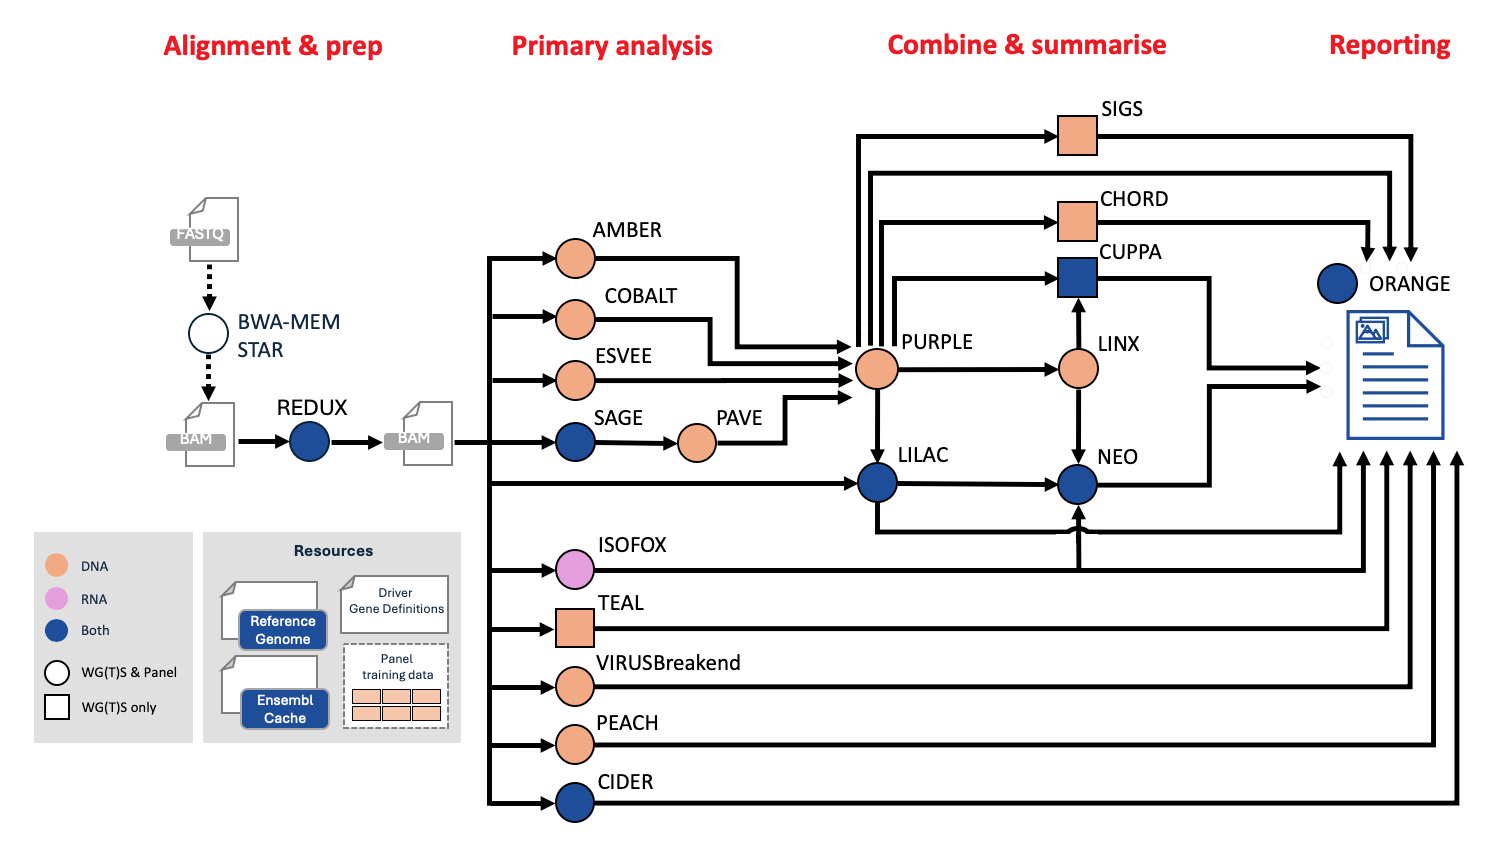 Alignment & prep
Primary analysis
Combine & summarise
Reporting
SIGS
CHORD
CUPPA
FASTQ
BWA-MEM
STAR
BAM
REDUX
BAM
AMBER
COBALT
ESVEE
SAGE
PAVE
PURPLE
LINX
LILAC
NEO
ORANGE
ISOFOX
TEAL
VIRUSBreakend
PEACH
CIDER
DNA
RNA
Both
WG(T)S & Panel
WG(T)S only
Resources
Reference
Genome
Driver
Gene Definitions
Ensembl
Cache
Panel
training data